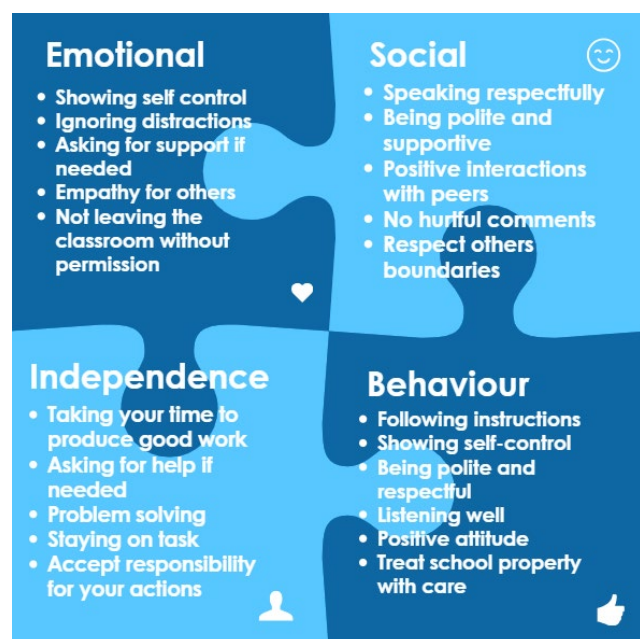 Emotional
• Showing self control
• Ignoring distractions
• Asking for support if
needed
• Empathy for others
• Not leaving the
classroom without
permission
Social
• Speaking respectfully
• Being polite and
supportive
• Positive interactions
with peers
• No hurtful comments
• Respect others
boundaries
Independence
• Taking your time to
produce good work
• Asking for help if
needed
• Problem solving
• Staying on task
• Accept responsibility
for your actions
Behaviour
• Following instructions
• Showing self-control
• Being polite and
respectful
• Listening well
• Positive attitude
• Treat school property
with care